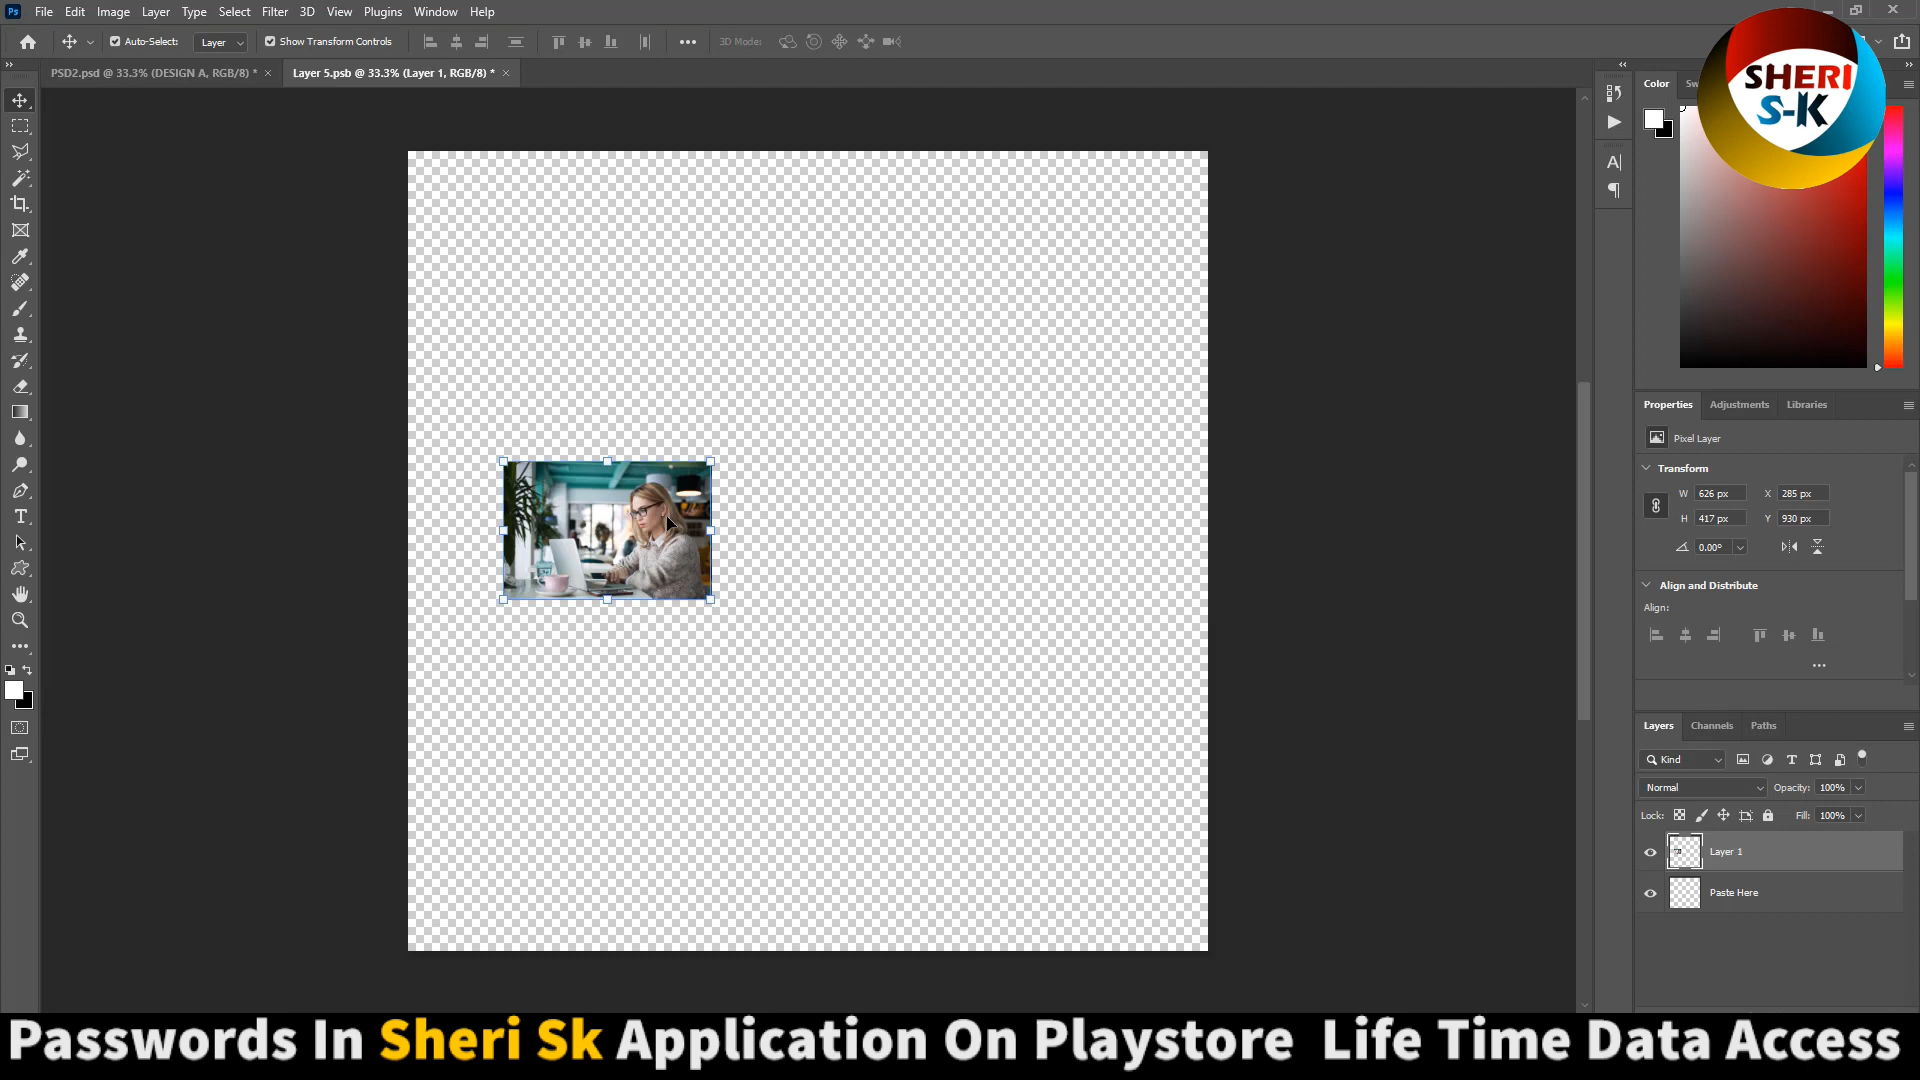 Ps File Edit Image Layer Type Select Filter 3D View Plugins Window Help
Auto-Select: Layer Show Transform Controls 3D Mode:
PSD2.psd @ 33.3% (DESIGN A, RGB/8) * × Layer 5.psb @ 33.3% (Layer 1, RGB/8) * ×
Color
SHERI
S-K
Properties Adjustments Libraries
Pixel Layer
Transform
W 626 px X 285 px
H 417 px Y 930 px
0.00°
Align and Distribute
Align:
Layers Channels Paths
Kind
Normal Opacity: 100%
Lock: Fill: 100%
Layer 1
Paste Here
Passwords In Sheri Sk Application On Playstore Life Time Data Access